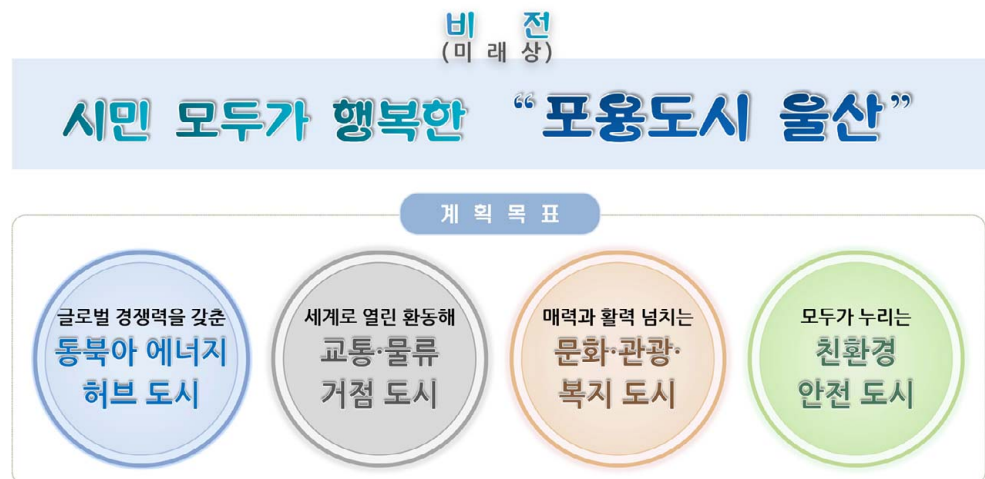 비 전
(미 래 상)
시민 모두가 행복한 “포용도시 울산”
계 획 목 표
글로벌 경쟁력을 갖춘
동북아 에너지
허브 도시
세계로 열린 환동해
교통·물류
거점 도시
매력과 활력 넘치는
문화·관광·
복지 도시
모두가 누리는
친환경
안전 도시